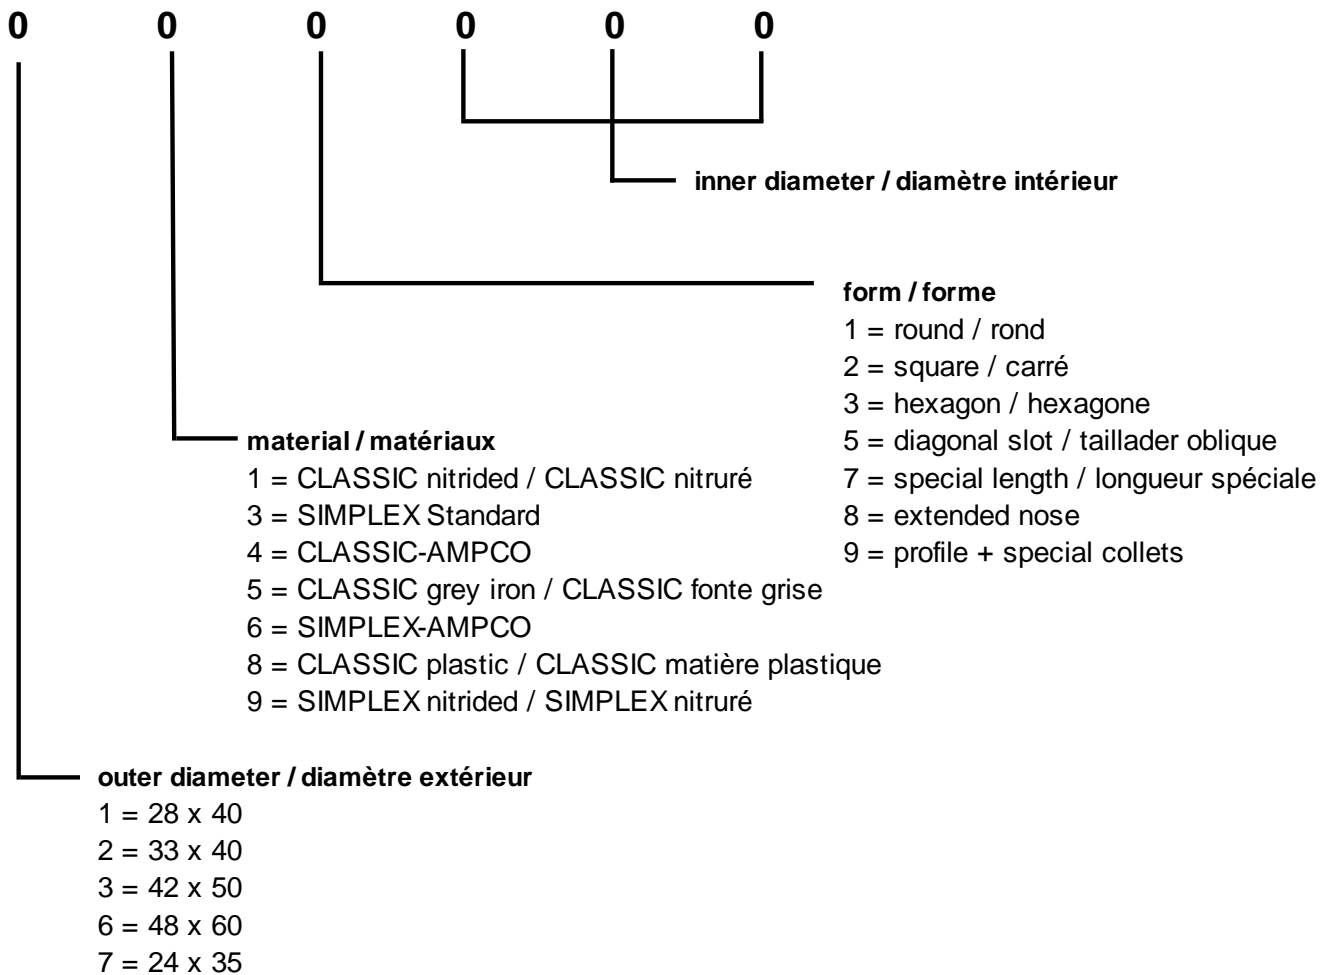 0 0 0 0 0 0
inner diameter / diamètre intérieur
form / forme
1 = round / rond
2 = square / carré
3 = hexagon / hexagone
5 = diagonal slot / taillader oblique
7 = special length / longueur spéciale
8 = extended nose
9 = profile + special collets
material / matériaux
1 = CLASSIC nitrided / CLASSIC nitruré
3 = SIMPLEX Standard
4 = CLASSIC-AMPCO
5 = CLASSIC grey iron / CLASSIC fonte grise
6 = SIMPLEX-AMPCO
8 = CLASSIC plastic / CLASSIC matière plastique
9 = SIMPLEX nitrided / SIMPLEX nitruré
outer diameter / diamètre extérieur
1 = 28 x 40
2 = 33 x 40
3 = 42 x 50
6 = 48 x 60
7 = 24 x 35